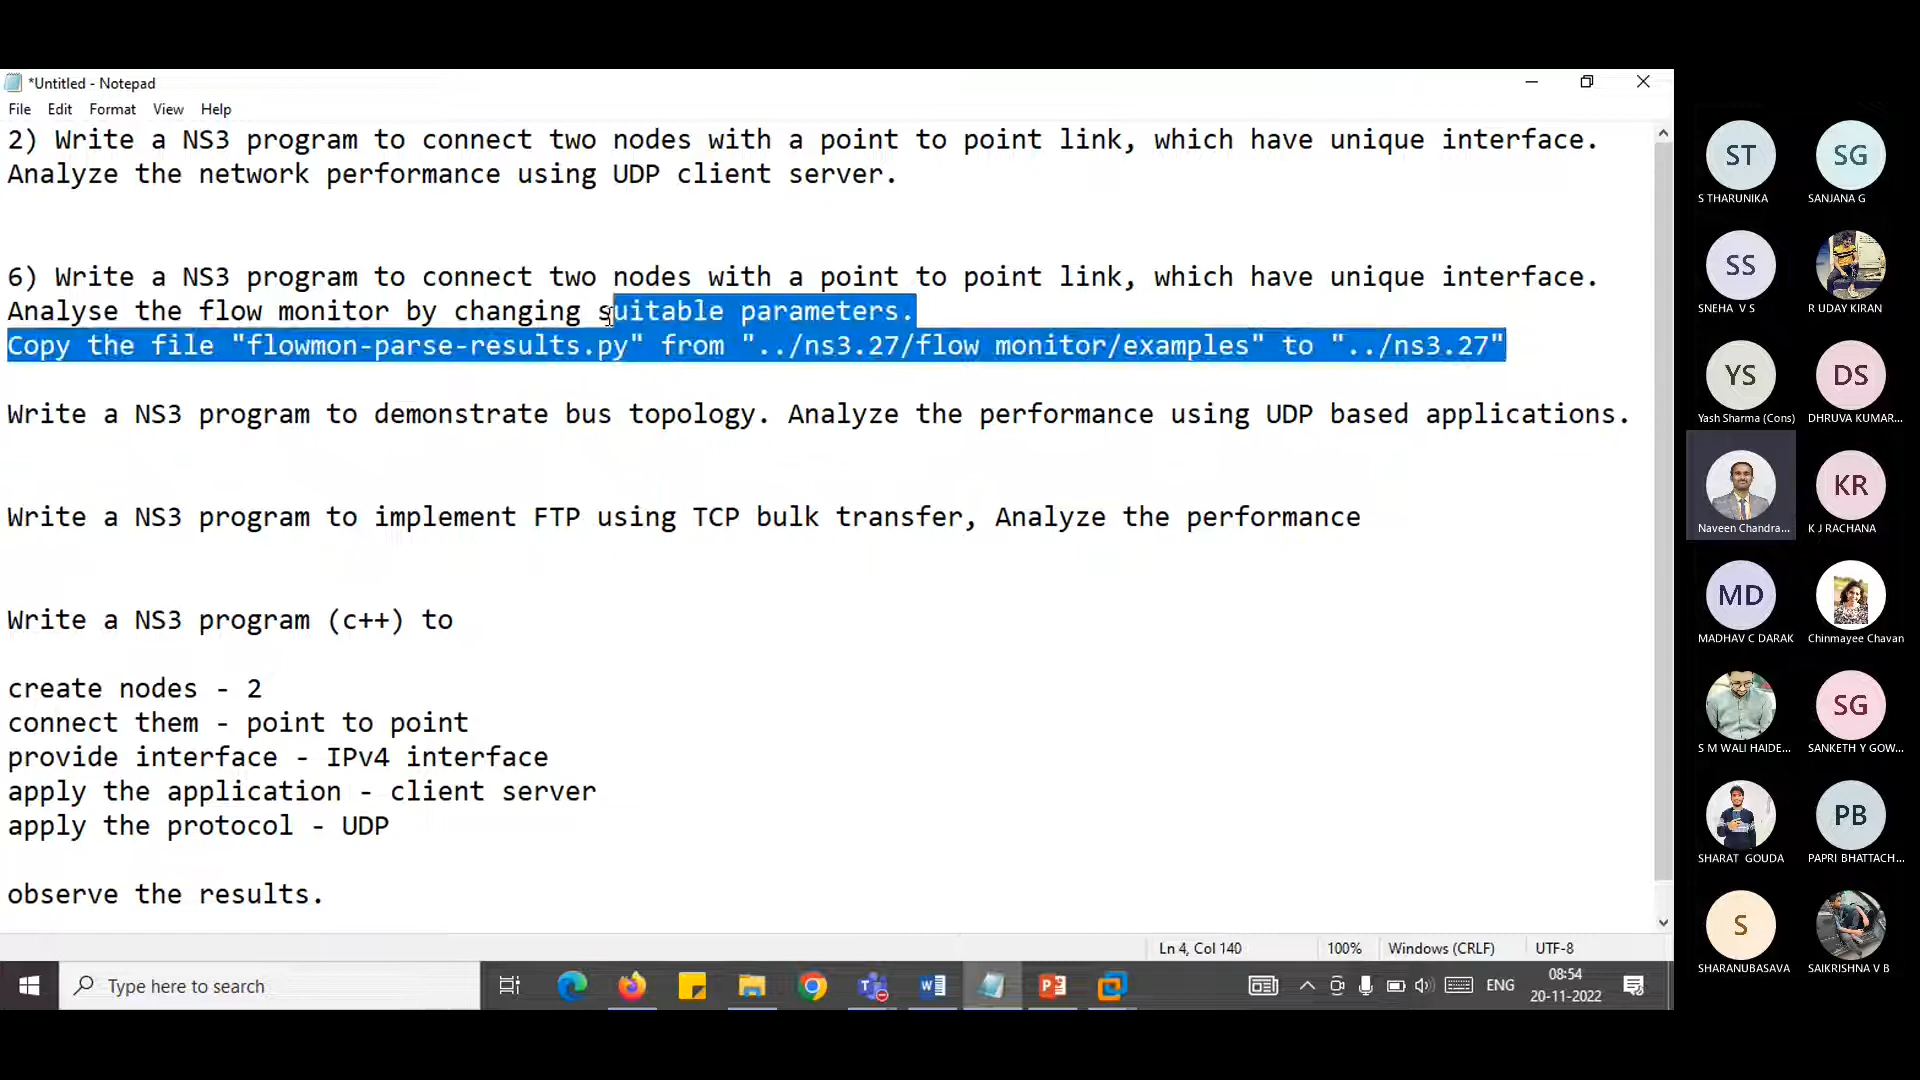 *Untitled - Notepad
File Edit Format View Help
2) Write a NS3 program to connect two nodes with a point to point link, which have unique interface.
Analyze the network performance using UDP client server.
6) Write a NS3 program to connect two nodes with a point to point link, which have unique interface.
Analyse the flow monitor by changing suitable parameters.
Copy the file "flowmon-parse-results.py" from "../ns3.27/flow monitor/examples" to "../ns3.27"
Write a NS3 program to demonstrate bus topology. Analyze the performance using UDP based applications.
Write a NS3 program to implement FTP using TCP bulk transfer, Analyze the performance
Write a NS3 program (c++) to
create nodes - 2
connect them - point to point
provide interface - IPv4 interface
apply the application - client server
apply the protocol - UDP
observe the results.
Ln 4, Col 140 100% Windows (CRLF) UTF-8
Type here to search
ENG
08:54
20-11-2022
ST SG
S THARUNIKA SANJANA G
SS
SNEHA V S R UDAY KIRAN
YS DS
Yash Sharma (Cons) DHRUVA KUMAR...
KR
Naveen Chandra... K J RACHANA
MD
MADHAV C DARAK Chinmayee Chavan
SG
S M WALI HAIDE... SANKETH Y GOW...
PB
SHARAT GOUDA PAPRI BHATTACH...
S
SHARANUBASAVA SAIKRISHNA V B